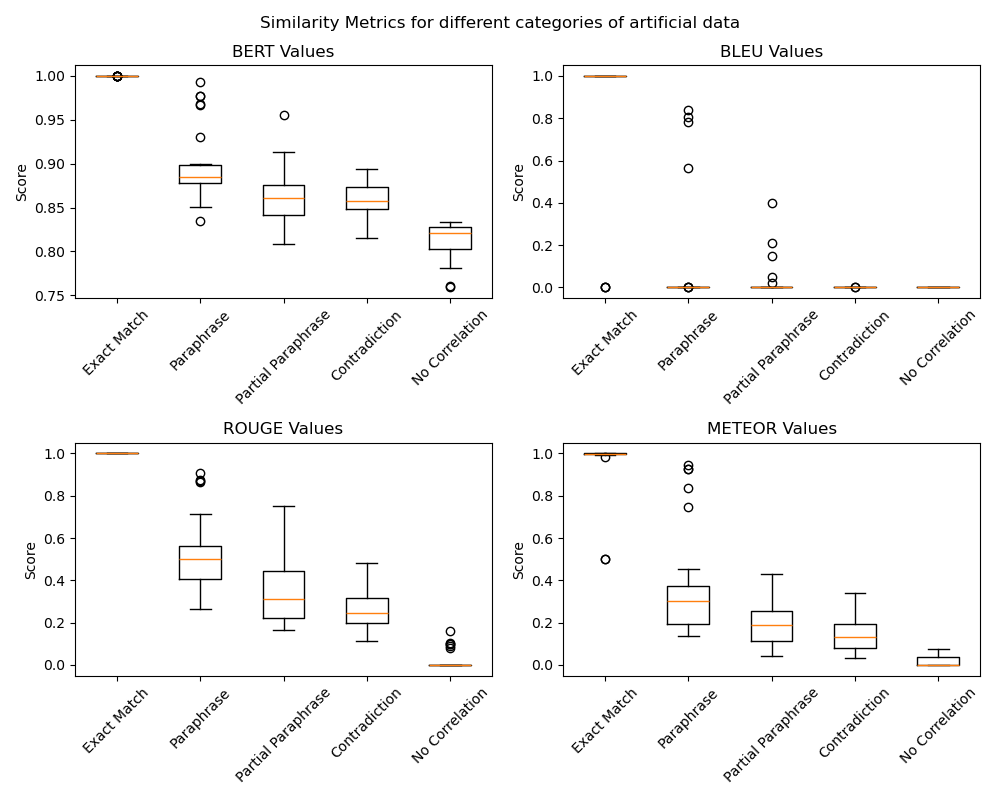 Similarity Metrics for different categories of artificial data
BERT Values
Score
1.00
0.95
0.90
0.85
0.80
0.75
Exact Match
Paraphrase
Partial Paraphrase
Contradiction
No Correlation
BLEU Values
Score
1.0
0.8
0.6
0.4
0.2
0.0
Exact Match
Paraphrase
Partial Paraphrase
Contradiction
No Correlation
ROUGE Values
Score
1.0
0.8
0.6
0.4
0.2
0.0
Exact Match
Paraphrase
Partial Paraphrase
Contradiction
No Correlation
METEOR Values
Score
1.0
0.8
0.6
0.4
0.2
0.0
Exact Match
Paraphrase
Partial Paraphrase
Contradiction
No Correlation